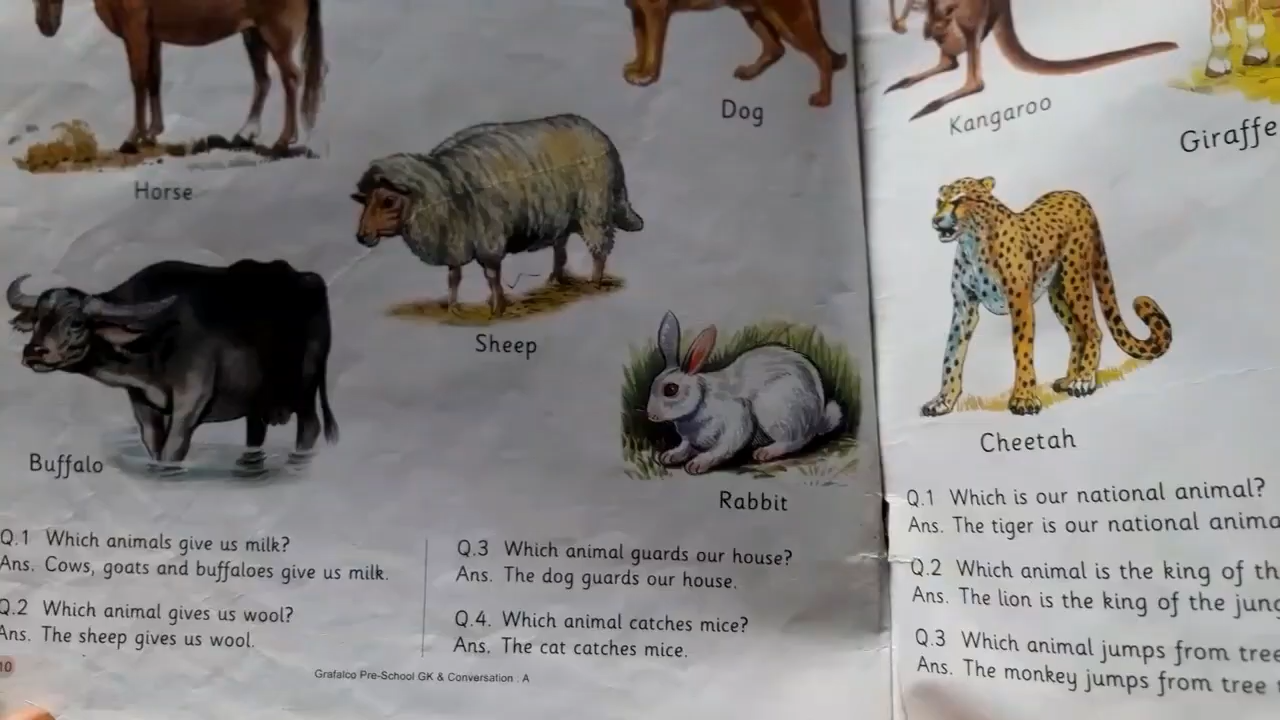 Horse
Dog
Sheep
Buffalo
Rabbit
Q.1 Which animals give us milk?
Ans. Cows, goats and buffaloes give us milk.
Q.2 Which animal gives us wool?
Ans. The sheep gives us wool.
Q.3 Which animal guards our house?
Ans. The dog guards our house.
Q.4. Which animal catches mice?
Ans. The cat catches mice.
10
Grafalco Pre-School GK & Conversation : A
Kangaroo
Giraffe
Cheetah
Q.1 Which is our national animal?
Ans. The tiger is our national
Q.2 Which animal is the king of
Ans. The lion is the king of the
Q.3 Which animal jumps from
Ans. The monkey jumps from tree